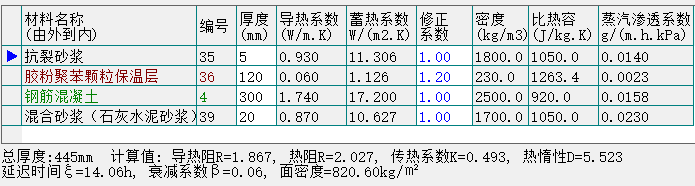 材料名称 编号 厚度 导热系数 蓄热系数 修正 密度 比热容 蒸汽渗透系数
(由外到内) (mm) (W/m.K) W/(m2.K) 系数 (kg/m3) (J/kg.K) g/(m.h.kPa)
抗裂砂浆 35 5 0.930 11.306 1.00 1800.0 1050.0 0.0140
胶粉聚苯颗粒保温层 36 120 0.060 1.126 1.20 230.0 1263.4 0.0023
钢筋混凝土 4 300 1.740 17.200 1.00 2500.0 920.0 0.0158
混合砂浆（石灰水泥砂浆） 39 20 0.870 10.627 1.00 1700.0 1050.0 0.0230
总厚度:445mm 计算值: 导热阻R=1.867, 热阻R=2.027, 传热系数K=0.493, 热惰性D=5.523
延迟时间ξ=14.06h, 衰减系数β=0.06, 面密度=820.60kg/㎡